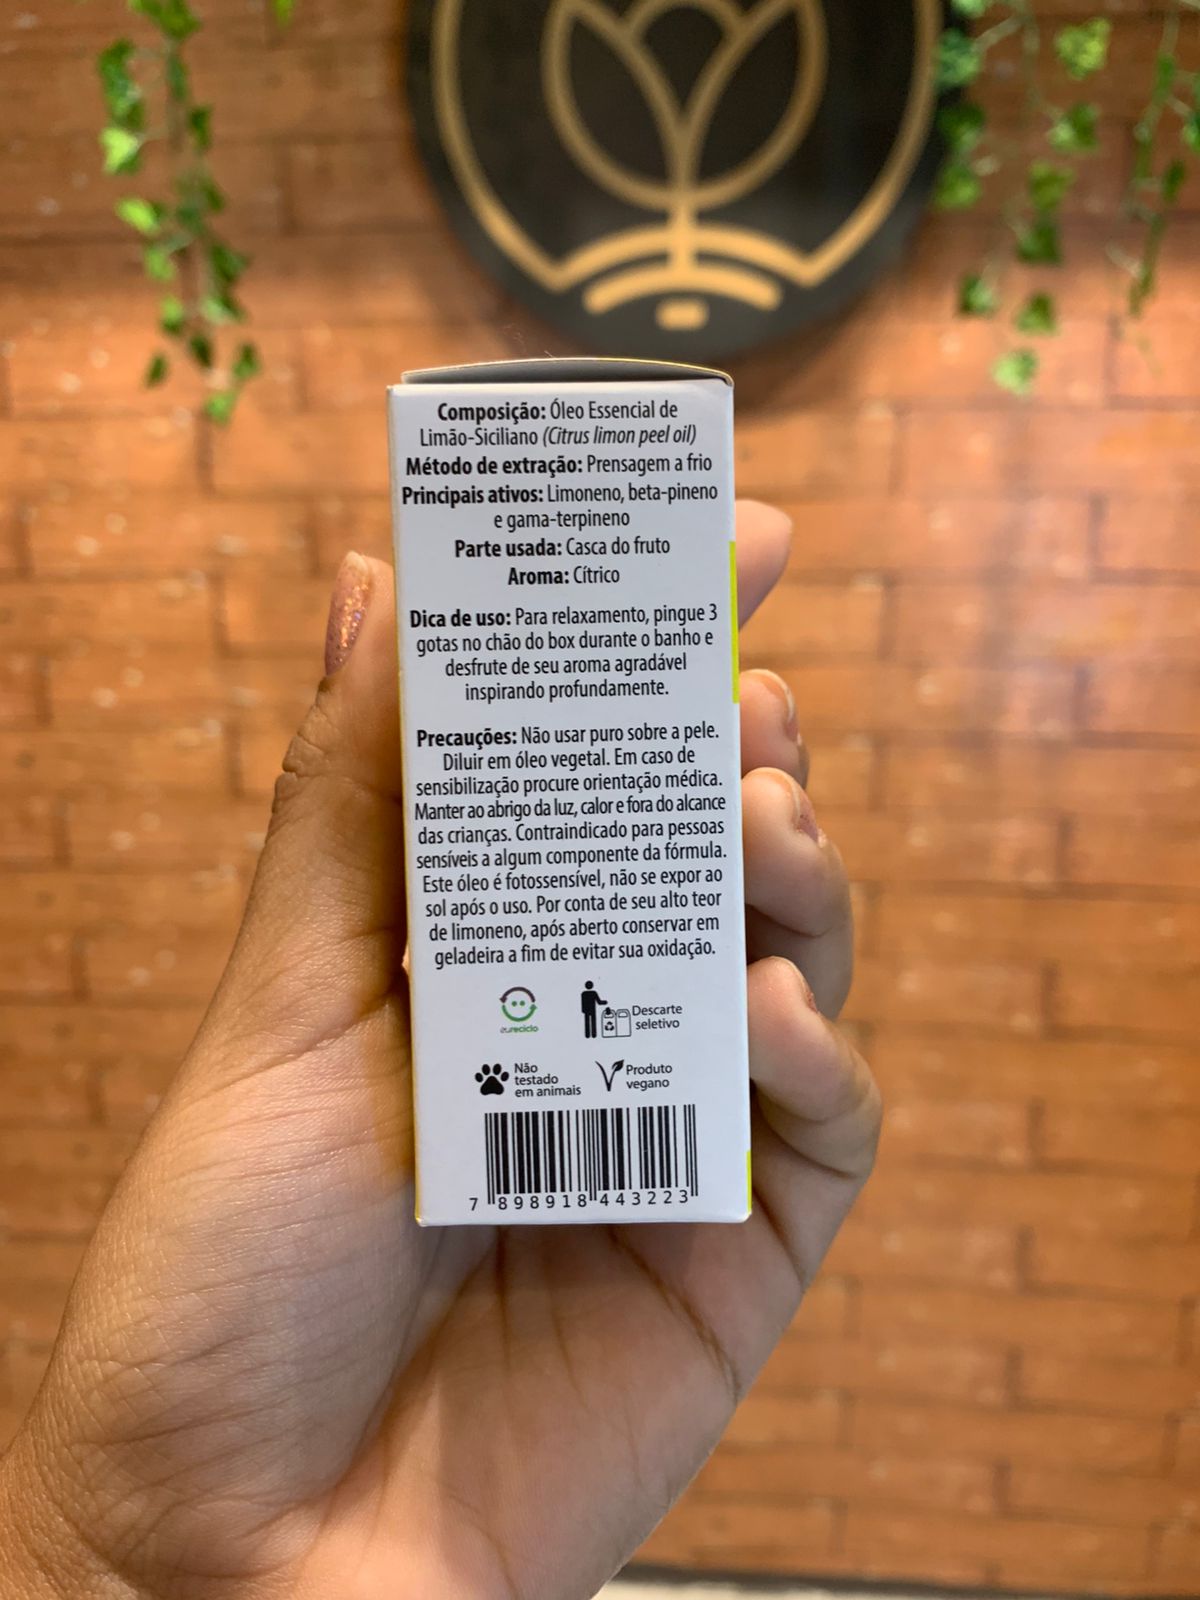 Composição: Óleo Essencial de
Limão-Siciliano (Citrus limon peel oil)
Método de extração: Prensagem a frio
Principais ativos: Limoneno, beta-pineno
e gama-terpineno
Parte usada: Casca do fruto
Aroma: Cítrico
Dica de uso: Para relaxamento, pingue 3
gotas no chão do box durante o banho e
desfrute de seu aroma agradável
inspirando profundamente.
Precauções: Não usar puro sobre a pele.
Diluir em óleo vegetal. Em caso de
sensibilização procure orientação médica.
Manter ao abrigo da luz, calor e fora do alcance
das crianças. Contraindicado para pessoas
sensíveis a algum componente da fórmula.
Este óleo é fotossensível, não se expor ao
sol após o uso. Por conta de seu alto teor
de limoneno, após aberto conservar em
geladeira a fim de evitar sua oxidação.
eureciclo
Descarte
seletivo
Não
testado
em animais
Produto
vegano
7 898918 443223